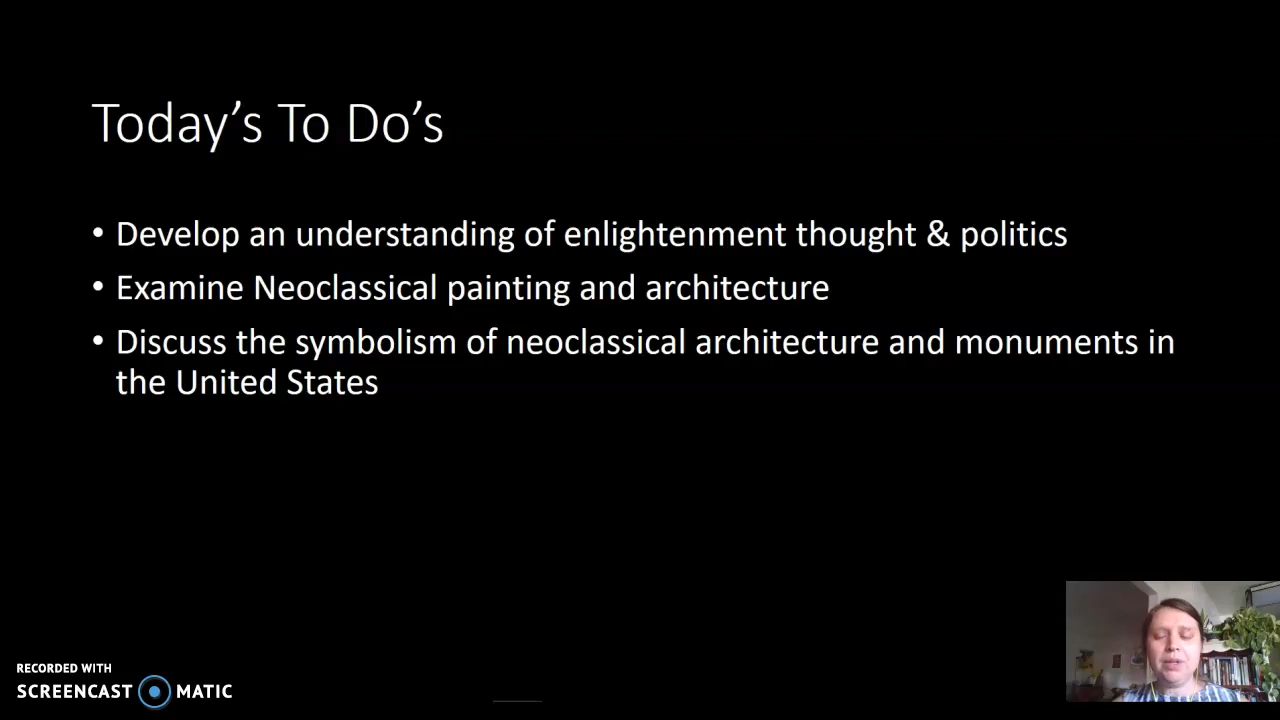 Today’s To Do’s
• Develop an understanding of enlightenment thought & politics
• Examine Neoclassical painting and architecture
• Discuss the symbolism of neoclassical architecture and monuments in
the United States
RECORDED WITH
SCREENCAST MATIC